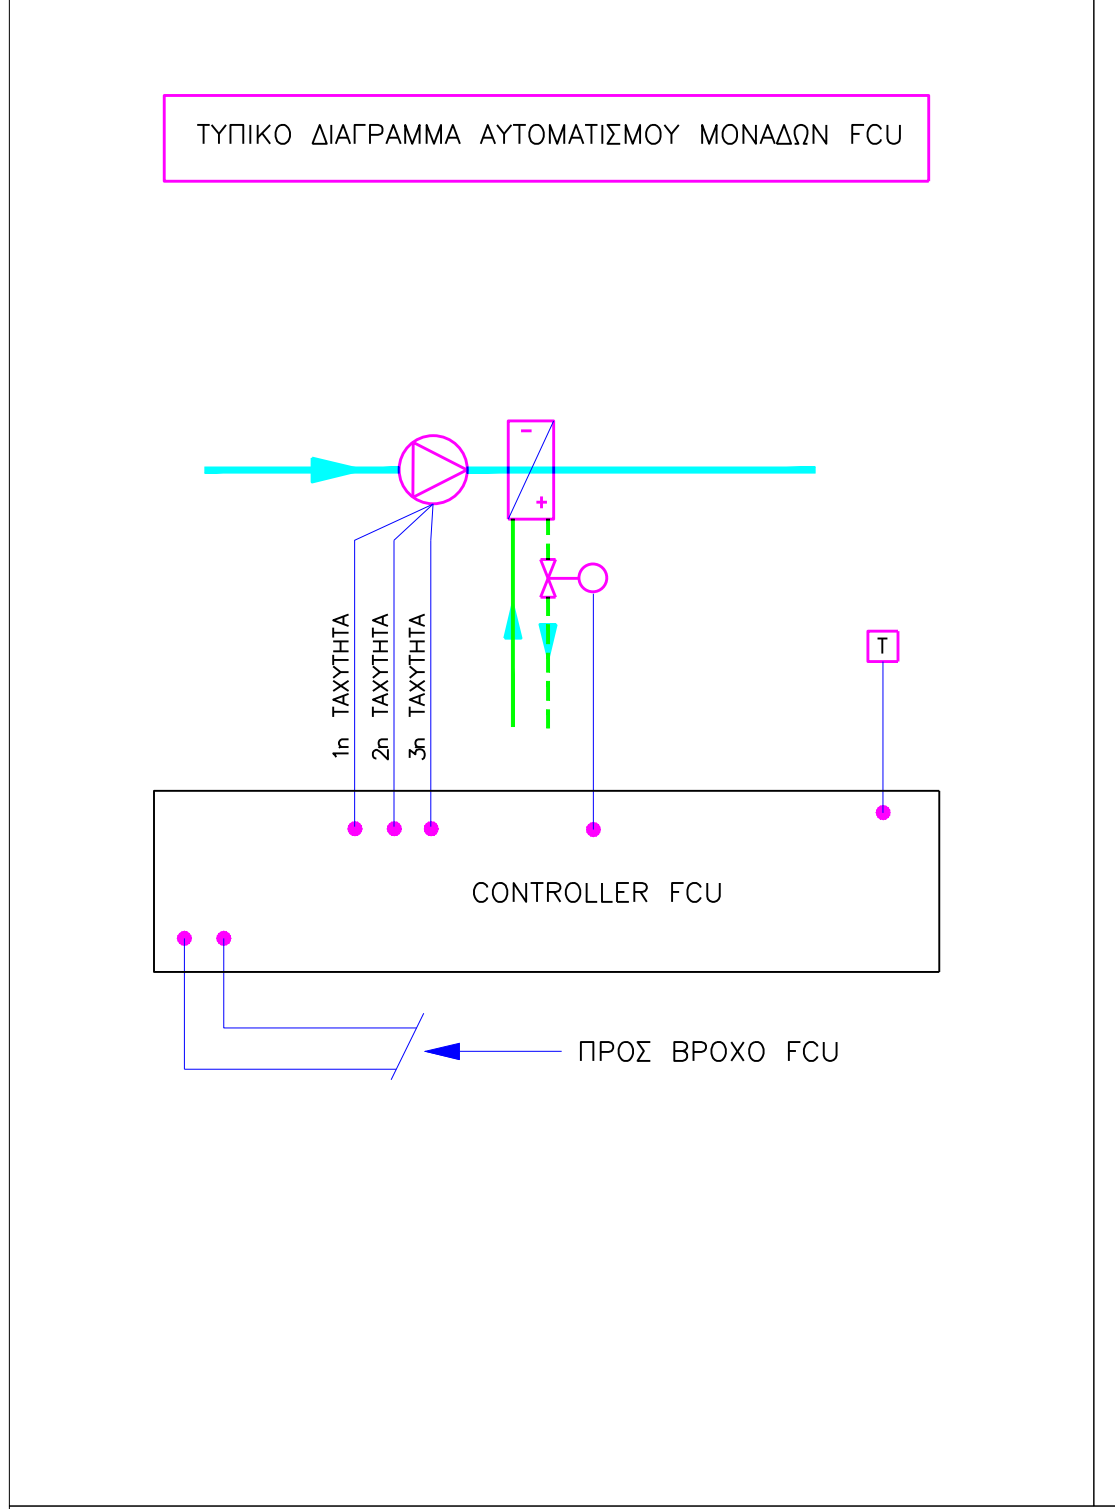 ΤΥΠΙΚΟ ΔΙΑΓΡΑΜΜΑ ΑΥΤΟΜΑΤΙΣΜΟΥ ΜΟΝΑΔΩΝ FCU
-
+
1η ΤΑΧΥΤΗΤΑ
2η ΤΑΧΥΤΗΤΑ
3η ΤΑΧΥΤΗΤΑ
T
CONTROLLER FCU
ΠΡΟΣ ΒΡΟΧΟ FCU